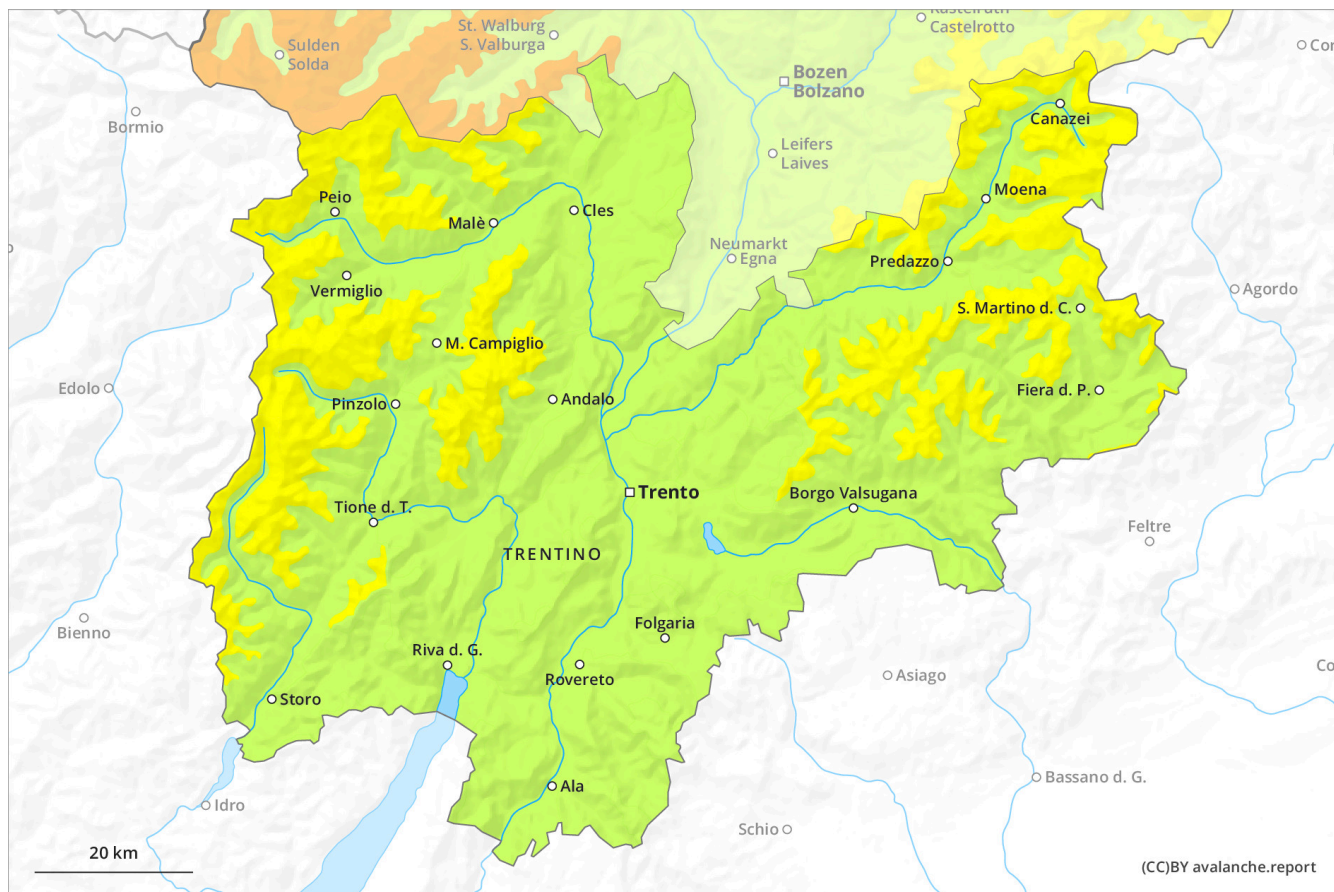 Kastelruth
Castelrotto
St. Walburg
S. Valburga
Sulden
Solda
Bozen
Bolzano
Bormio
Canazei
Leifers
Laives
Peio
Malè
Cles
Moena
Neumarkt
Egna
Predazzo
Vermiglio
Agordo
S. Martino d. C.
M. Campiglio
Edolo
Pinzolo
Andalo
Fiera d. P.
Trento
Borgo Valsugana
Tione d. T.
Feltre
TRENTINO
Bienno
Folgaria
Riva d. G.
Rovereto
Asiago
Storo
Ala
Bassano d. G.
Idro
Schio
20 km
(CC)BY avalanche.report